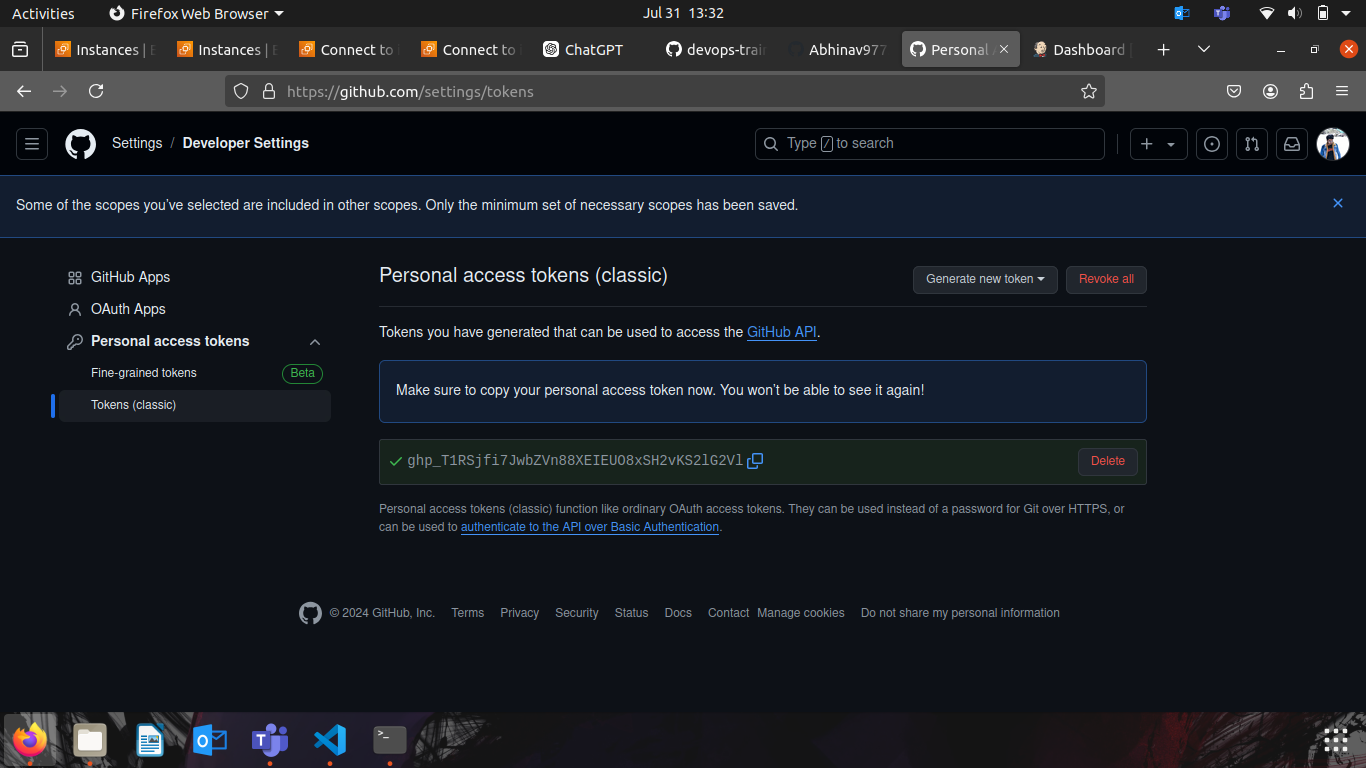 Activities
Firefox Web Browser
Jul 31 13:32
Instances |
Instances |
Connect to
Connect to
ChatGPT
devops-train
Abhinav977
Personal
Dashboard
https://github.com/settings/tokens
Settings / Developer Settings
Type / to search
Some of the scopes you've selected are included in other scopes. Only the minimum set of necessary scopes has been saved.
GitHub Apps
OAuth Apps
Personal access tokens
Fine-grained tokens
Beta
Tokens (classic)
Personal access tokens (classic)
Generate new token
Revoke all
Tokens you have generated that can be used to access the GitHub API.
Make sure to copy your personal access token now. You won't be able to see it again!
Delete
Personal access tokens (classic) function like ordinary OAuth access tokens. They can be used instead of a password for Git over HTTPS, or
can be used to authenticate to the API over Basic Authentication.
© 2024 GitHub, Inc. Terms Privacy Security Status Docs Contact Manage cookies Do not share my personal information